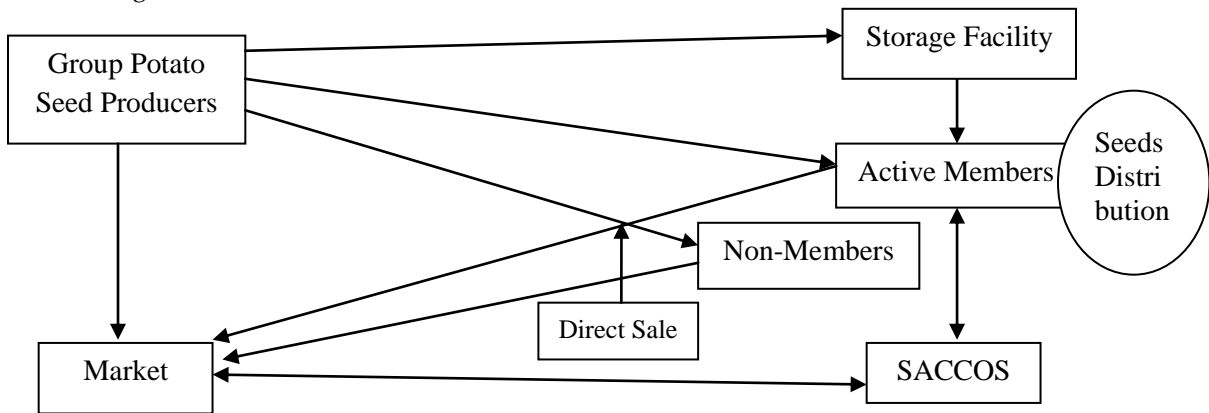 Storage Facility
Group Potato
Seed Producers
Seeds
Distri
bution
Active Members
Non-Members
Direct Sale
Market
SACCOS